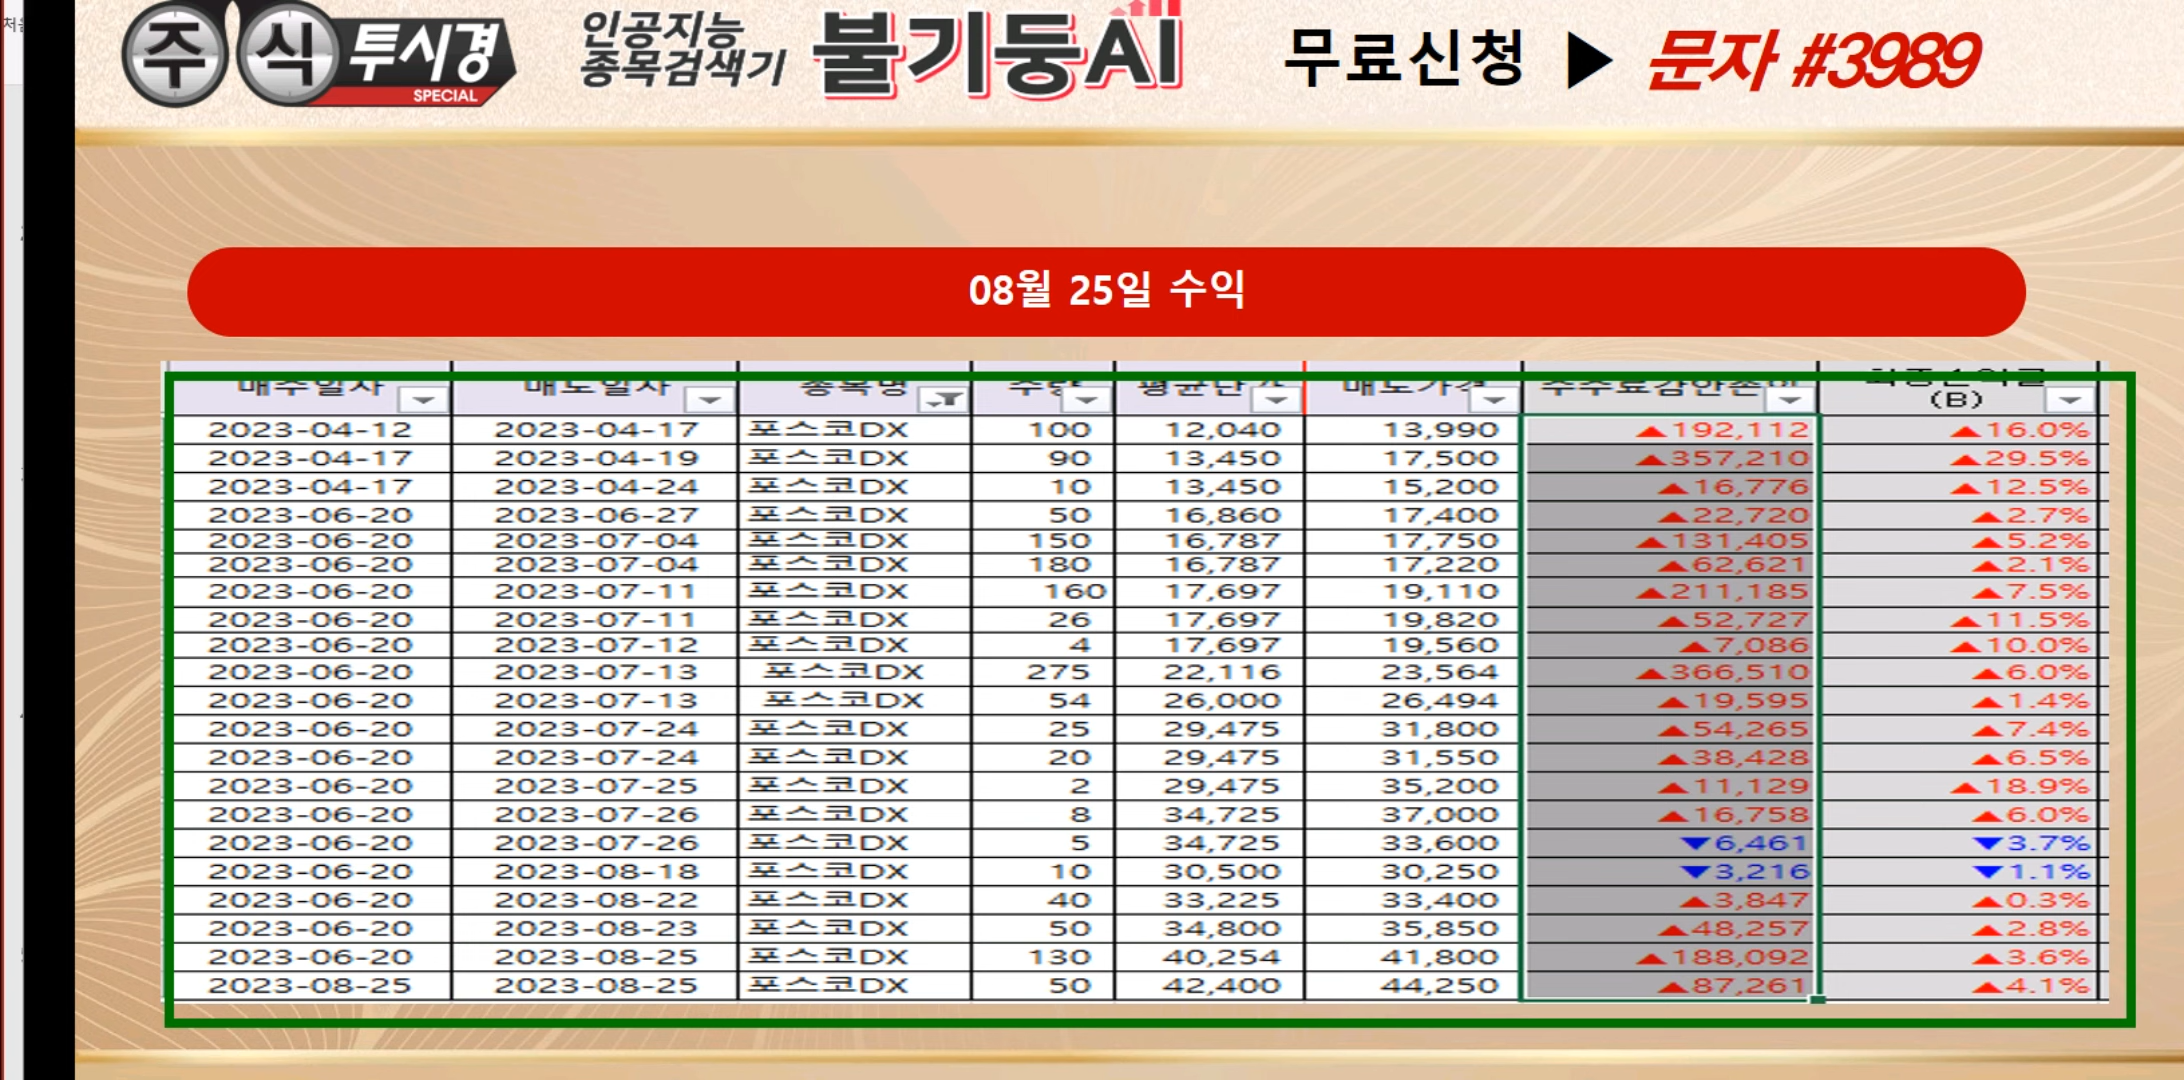 주식투시경
SPECIAL
인공지능
종목검색기
불기둥AI
무료신청 ▶ 문자 #3989
08월 25일 수익
매수일자 매도일자 종목명 수량 평균단가 매도가격
(B)
2023-04-12 2023-04-17 포스코DX 100 12,040 13,990 ▲192,112 ▲16.0%
2023-04-17 2023-04-19 포스코DX 90 13,450 17,500 ▲357,210 ▲29.5%
2023-04-17 2023-04-24 포스코DX 10 13,450 15,200 ▲16,776 ▲12.5%
2023-06-20 2023-06-27 포스코DX 50 16,860 17,400 ▲22,720 ▲2.7%
2023-06-20 2023-07-04 포스코DX 150 16,787 17,750 ▲131,405 ▲5.2%
2023-06-20 2023-07-04 포스코DX 180 16,787 17,220 ▲62,621 ▲2.1%
2023-06-20 2023-07-11 포스코DX 160 17,697 19,110 ▲211,185 ▲7.5%
2023-06-20 2023-07-11 포스코DX 26 17,697 19,820 ▲52,727 ▲11.5%
2023-06-20 2023-07-12 포스코DX 4 17,697 19,560 ▲7,086 ▲10.0%
2023-06-20 2023-07-13 포스코DX 275 22,116 23,564 ▲366,510 ▲6.0%
2023-06-20 2023-07-13 포스코DX 54 26,000 26,494 ▲19,595 ▲1.4%
2023-06-20 2023-07-24 포스코DX 25 29,475 31,800 ▲54,265 ▲7.4%
2023-06-20 2023-07-24 포스코DX 20 29,475 31,550 ▲38,428 ▲6.5%
2023-06-20 2023-07-25 포스코DX 2 29,475 35,200 ▲11,129 ▲18.9%
2023-06-20 2023-07-26 포스코DX 8 34,725 37,000 ▲16,758 ▲6.0%
2023-06-20 2023-07-26 포스코DX 5 34,725 33,600 ▼6,461 ▼3.7%
2023-06-20 2023-08-18 포스코DX 10 30,500 30,250 ▼3,216 ▼1.1%
2023-06-20 2023-08-22 포스코DX 40 33,225 33,400 ▲3,847 ▲0.3%
2023-06-20 2023-08-23 포스코DX 50 34,800 35,850 ▲48,257 ▲2.8%
2023-06-20 2023-08-25 포스코DX 130 40,254 41,800 ▲188,092 ▲3.6%
2023-08-25 2023-08-25 포스코DX 50 42,400 44,250 ▲87,261 ▲4.1%